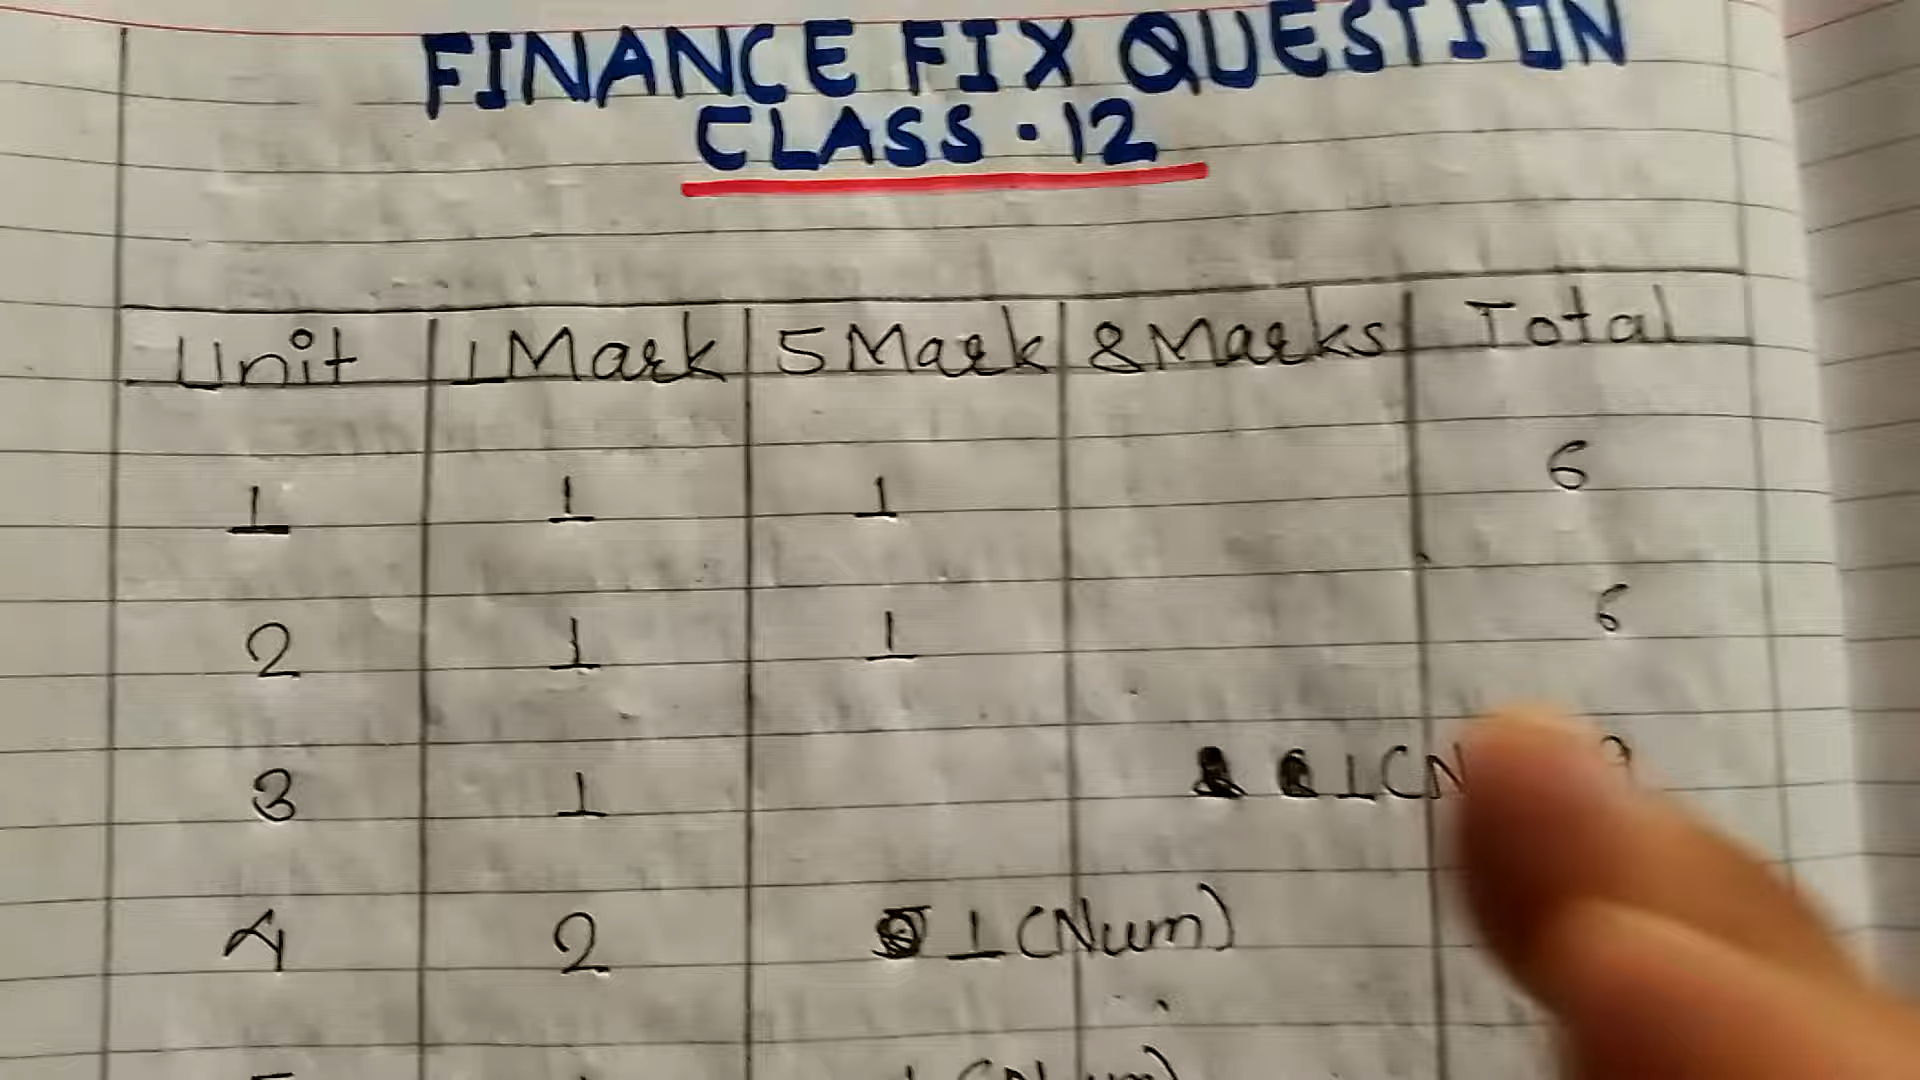 FINANCE FIX QUESTION
CLASS - 12
Unit 1 Mark 5 Mark 8 Marks Total
1 1 1 6
2 1 1 6
3 1 1 (N
4 2 1 (Num)